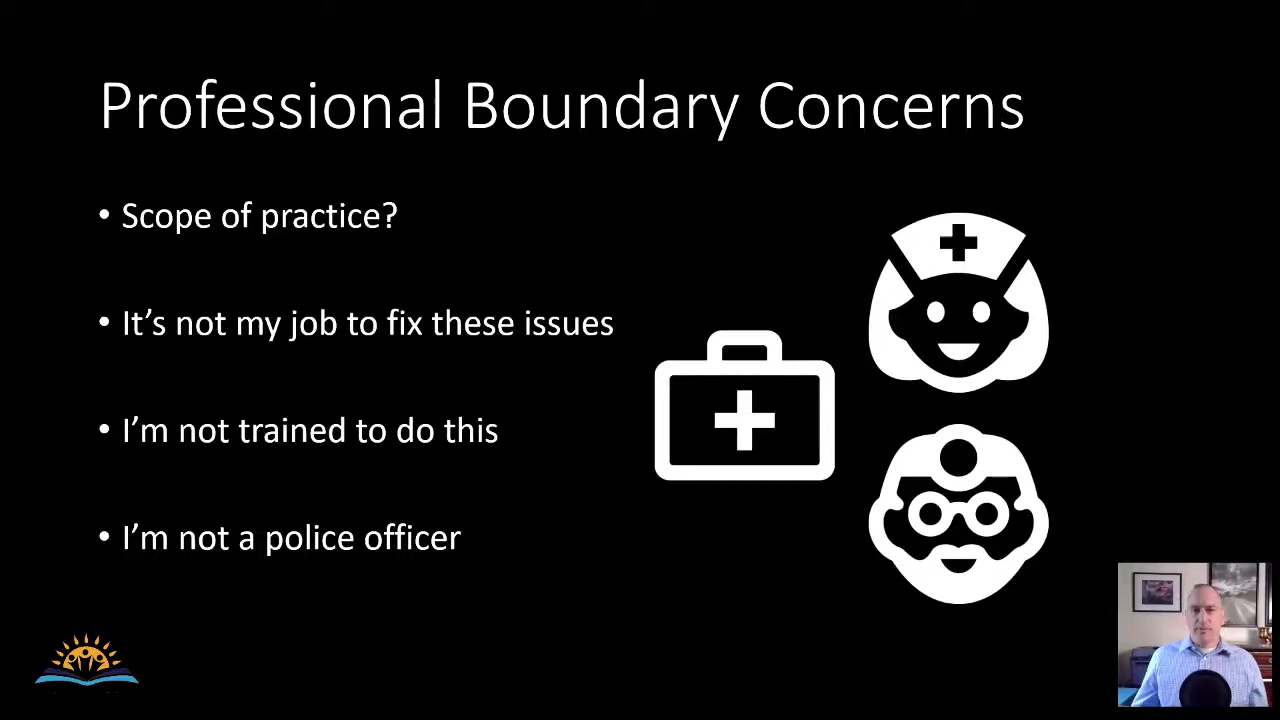 Professional Boundary Concerns
• Scope of practice?
• It’s not my job to fix these issues
• I’m not trained to do this
• I’m not a police officer